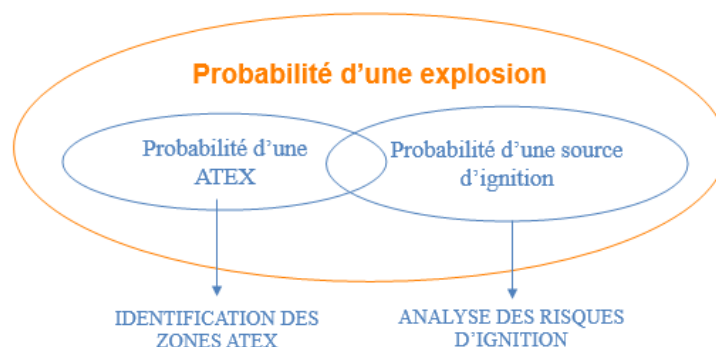 Probabilité d'une explosion
Probabilité d'une
ATEX
Probabilité d'une source
d'ignition
IDENTIFICATION DES
ZONES ATEX
ANALYSE DES RISQUES
D'IGNITION